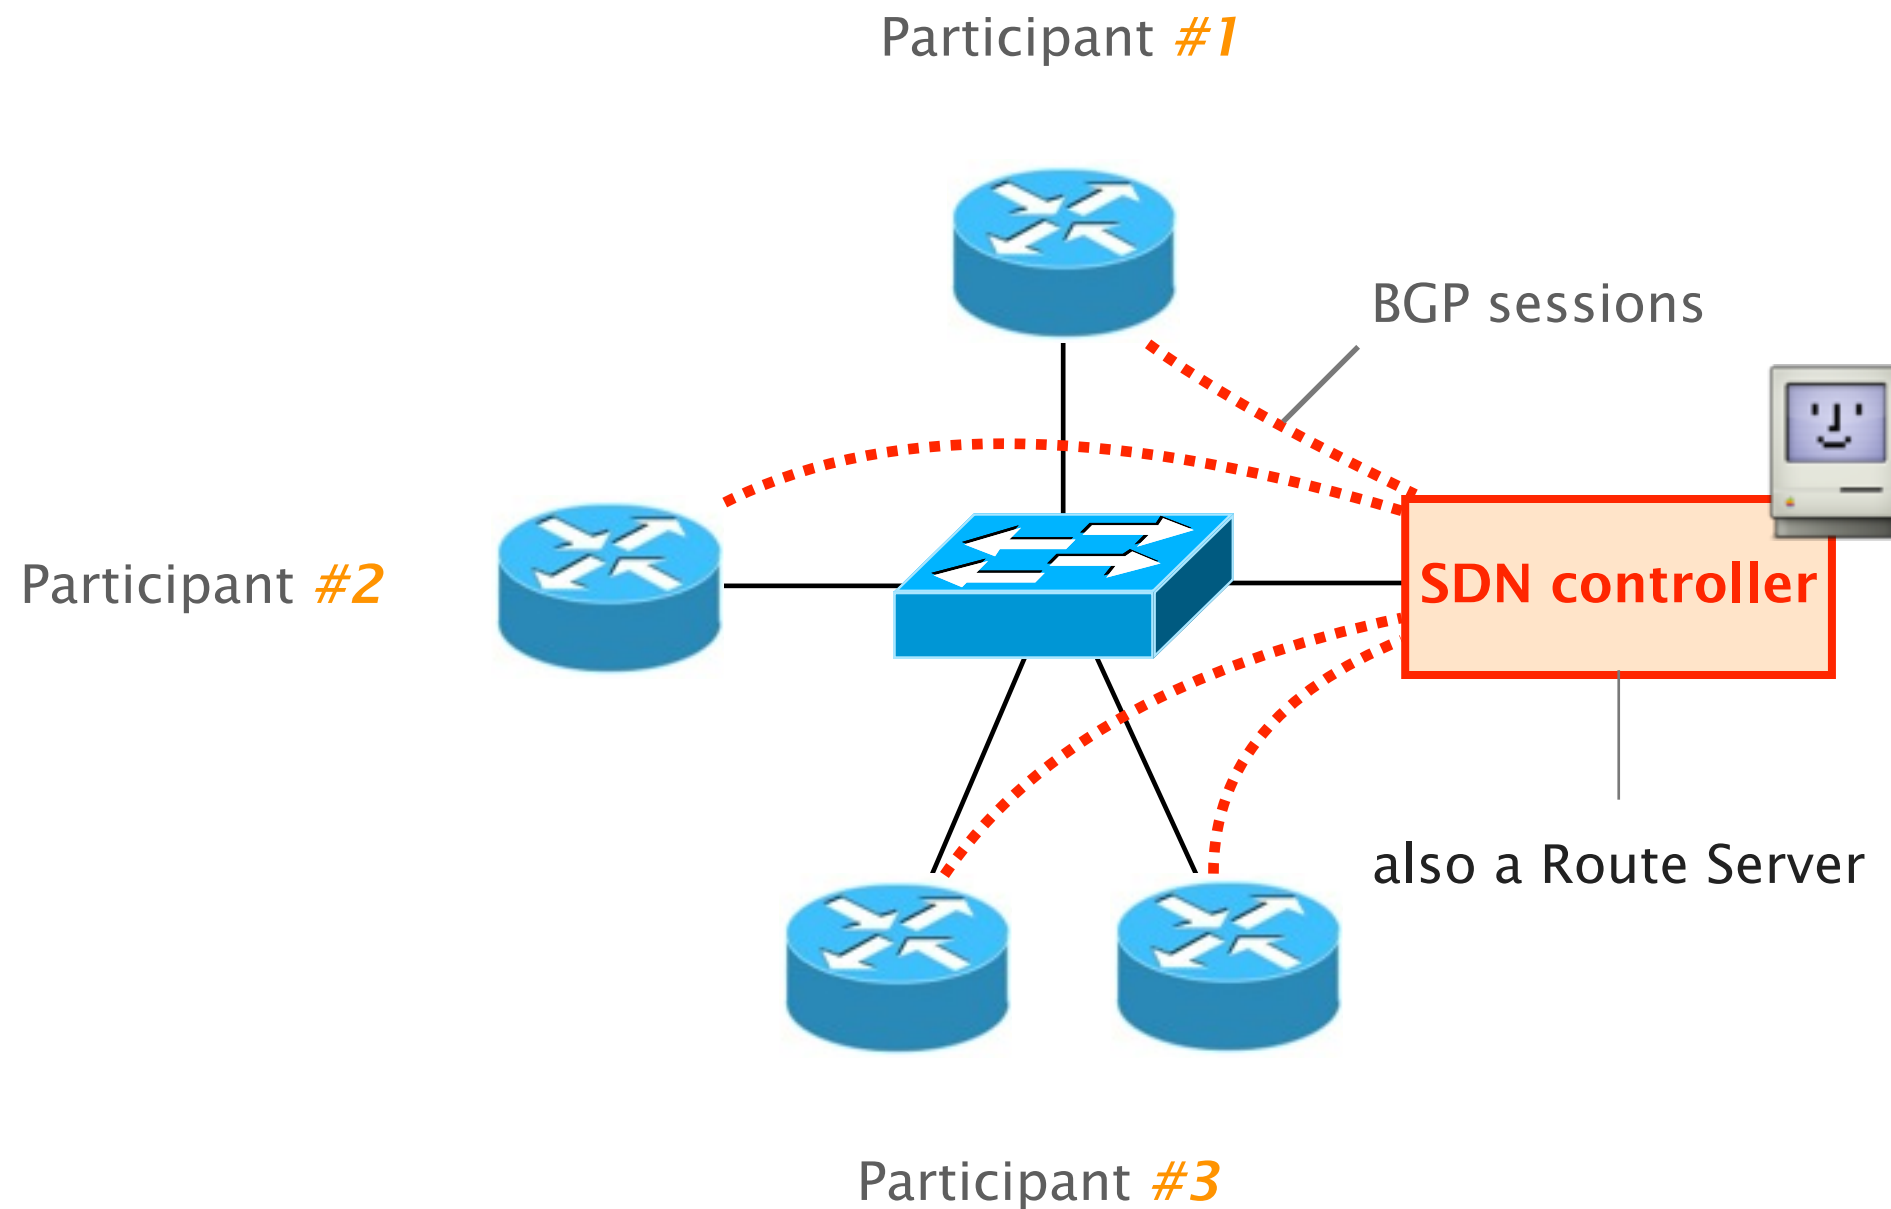 Participant #1
BGP sessions
Participant #2
SDN controller
also a Route Server
Participant #3